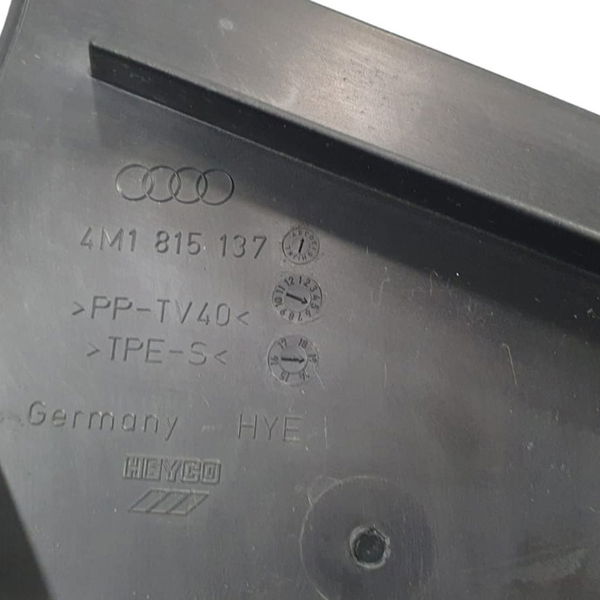 4M1 815 137
>PP-TV40<
>TPE-S<
Germany HYE
HEYCO